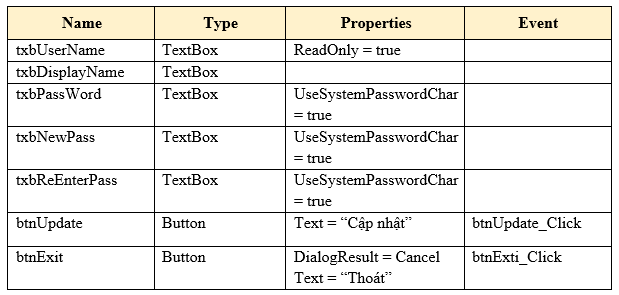 Name Type Properties Event
txbUserName TextBox ReadOnly = true
txbDisplayName TextBox
txbPassWord TextBox UseSystemPasswordChar
= true
txbNewPass TextBox UseSystemPasswordChar
= true
txbReEnterPass TextBox UseSystemPasswordChar
= true
btnUpdate Button Text = “Cập nhật” btnUpdate_Click
btnExit Button DialogResult = Cancel btnExti_Click
Text = “Thoát”